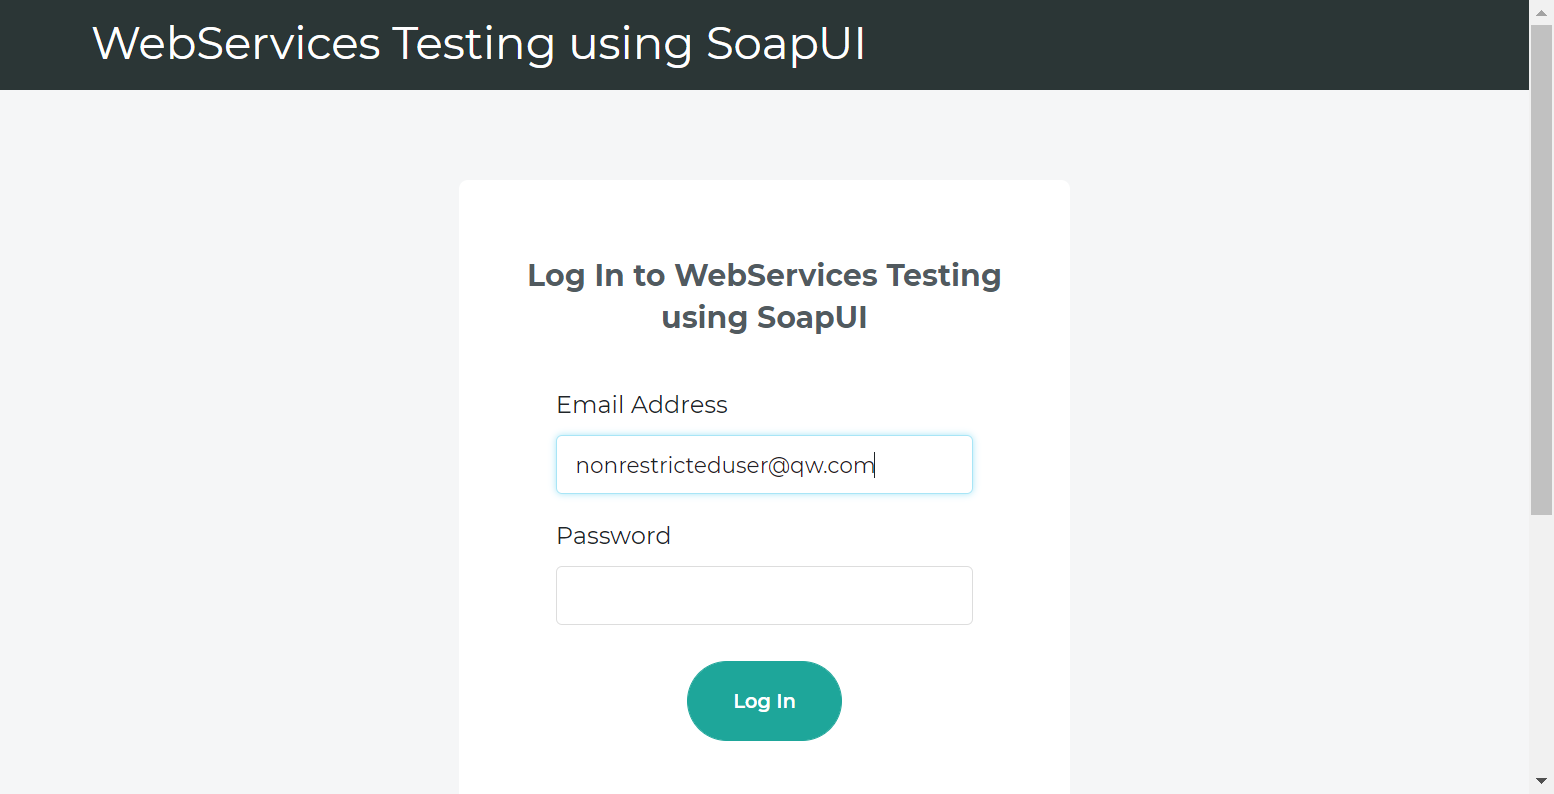 WebServices Testing using SoapUI
Log In to WebServices Testing
using SoapUI
Email Address
nonrestricteduser@qw.com
Password
Log In